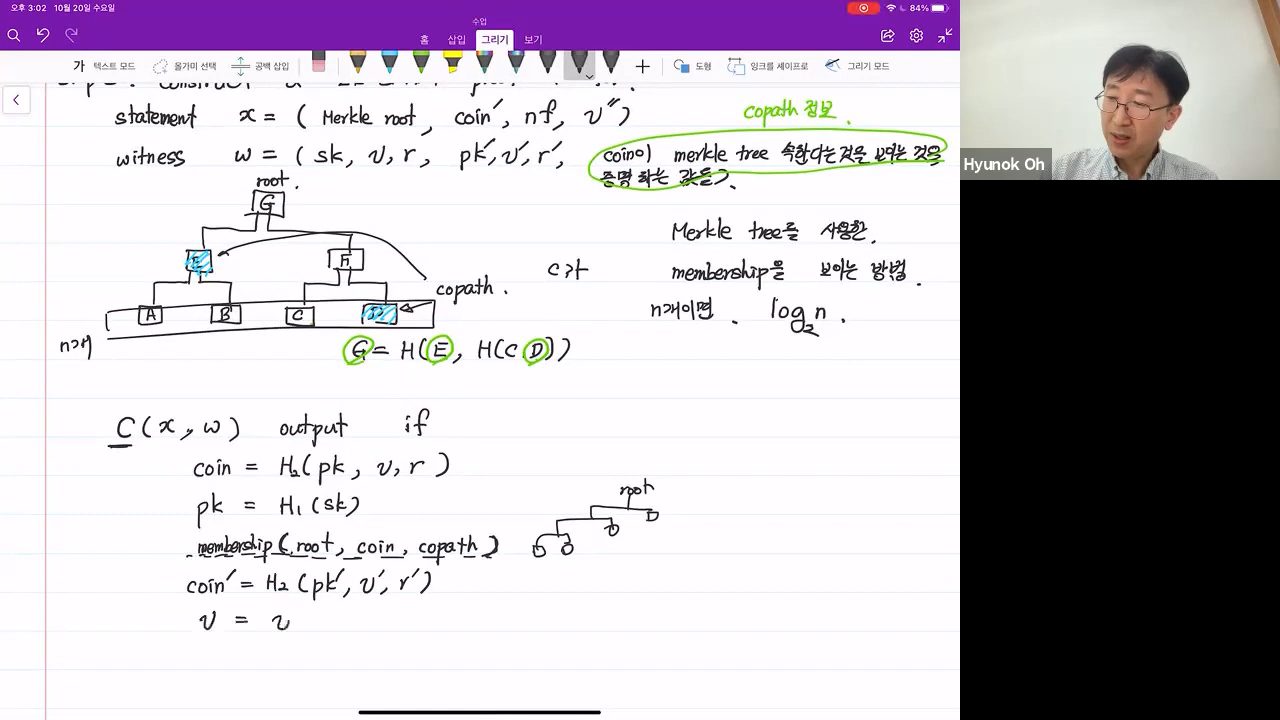 오후 3:02 10월 20일 수요일
84%
수업
홈 삽입 그리기 보기
가 텍스트 모드 올가미 선택 공백 삽입 도형 잉크를 셰이프로 그리기 모드
statement x = ( Merkle root, coin′, nf, v″)
copath 정보.
witness w = ( sk, v, r, pk′, v′, r′, coin이 merkle tree 속한다는 것을 보이는 것을
증명 하는 값들).
root.
G
Merkle tree를 사용한.
H
c가
membership을 보이는 방법.
copath.
n개이면. log₂n.
A B C D
n개
G = H(E, H(C D))
C(x, w) output if
coin = H₂(pk, v, r)
pk = H₁(sk)
root
membership(root, coin, copath)
coin′ = H₂(pk′, v′, r′)
v = v
Hyunok Oh